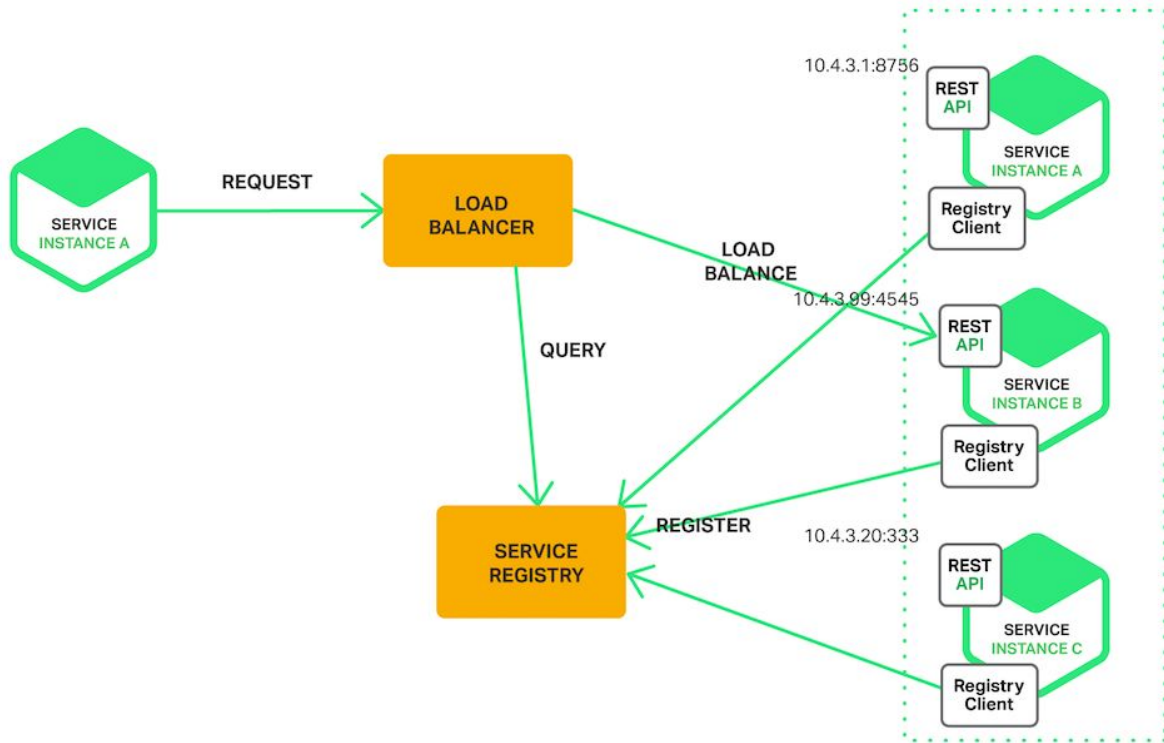 SERVICE
INSTANCE A
REQUEST
LOAD
BALANCER
QUERY
SERVICE
REGISTRY
LOAD
BALANCE
REGISTER
10.4.3.1:8756
REST
API
SERVICE
INSTANCE A
Registry
Client
10.4.3.99:4545
REST
API
SERVICE
INSTANCE B
Registry
Client
10.4.3.20:333
REST
API
SERVICE
INSTANCE C
Registry
Client